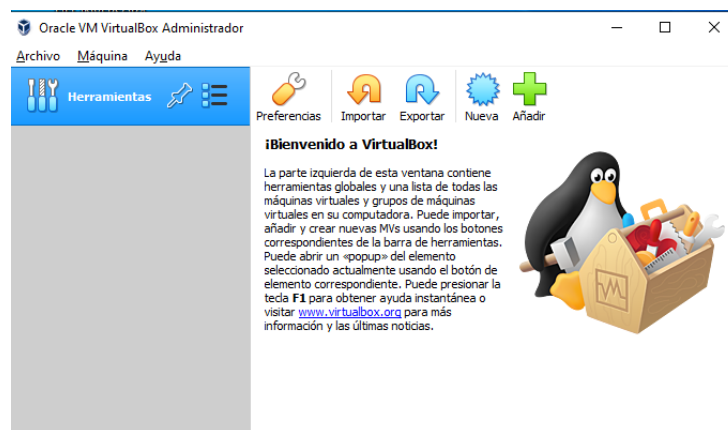 Oracle VM VirtualBox Administrador
Archivo Máquina Ayuda
Herramientas
Preferencias Importar Exportar Nueva Añadir
¡Bienvenido a VirtualBox!
La parte izquierda de esta ventana contiene
herramientas globales y una lista de todas las
máquinas virtuales y grupos de máquinas
virtuales en su computadora. Puede importar,
añadir y crear nuevas MVs usando los botones
correspondientes de la barra de herramientas.
Puede abrir un «popup» del elemento
seleccionado actualmente usando el botón de
elemento correspondiente. Puede presionar la
tecla F1 para obtener ayuda instantánea o
visitar www.virtualbox.org para más
información y las últimas noticias.